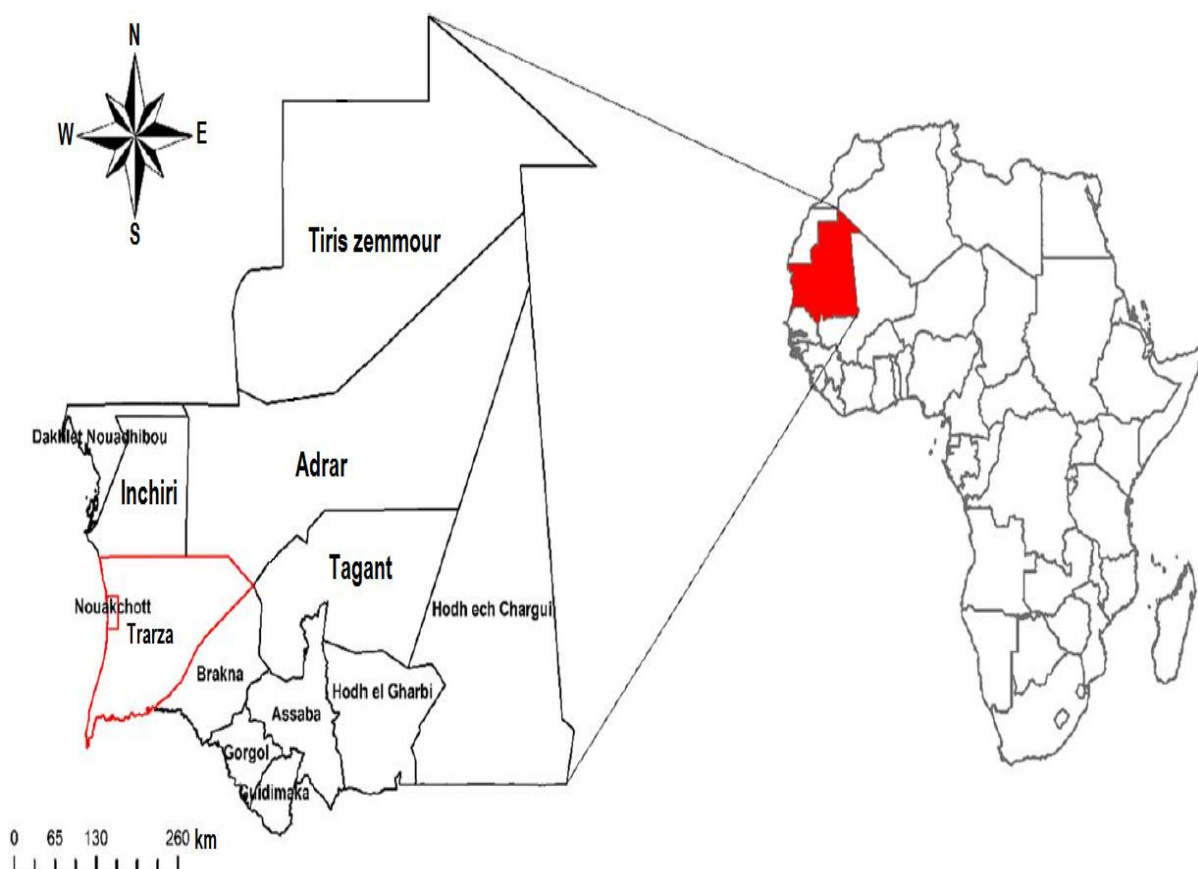 N
W E
S
Tiris zemmour
Dakhlet Nouadhibou
Adrar
Inchiri
Tagant
Nouakchott
Hodh ech Chargui
Trarza
Brakna
Hodh el Gharbi
Assaba
Gorgol
Guidimaka
0 65 130 260 km